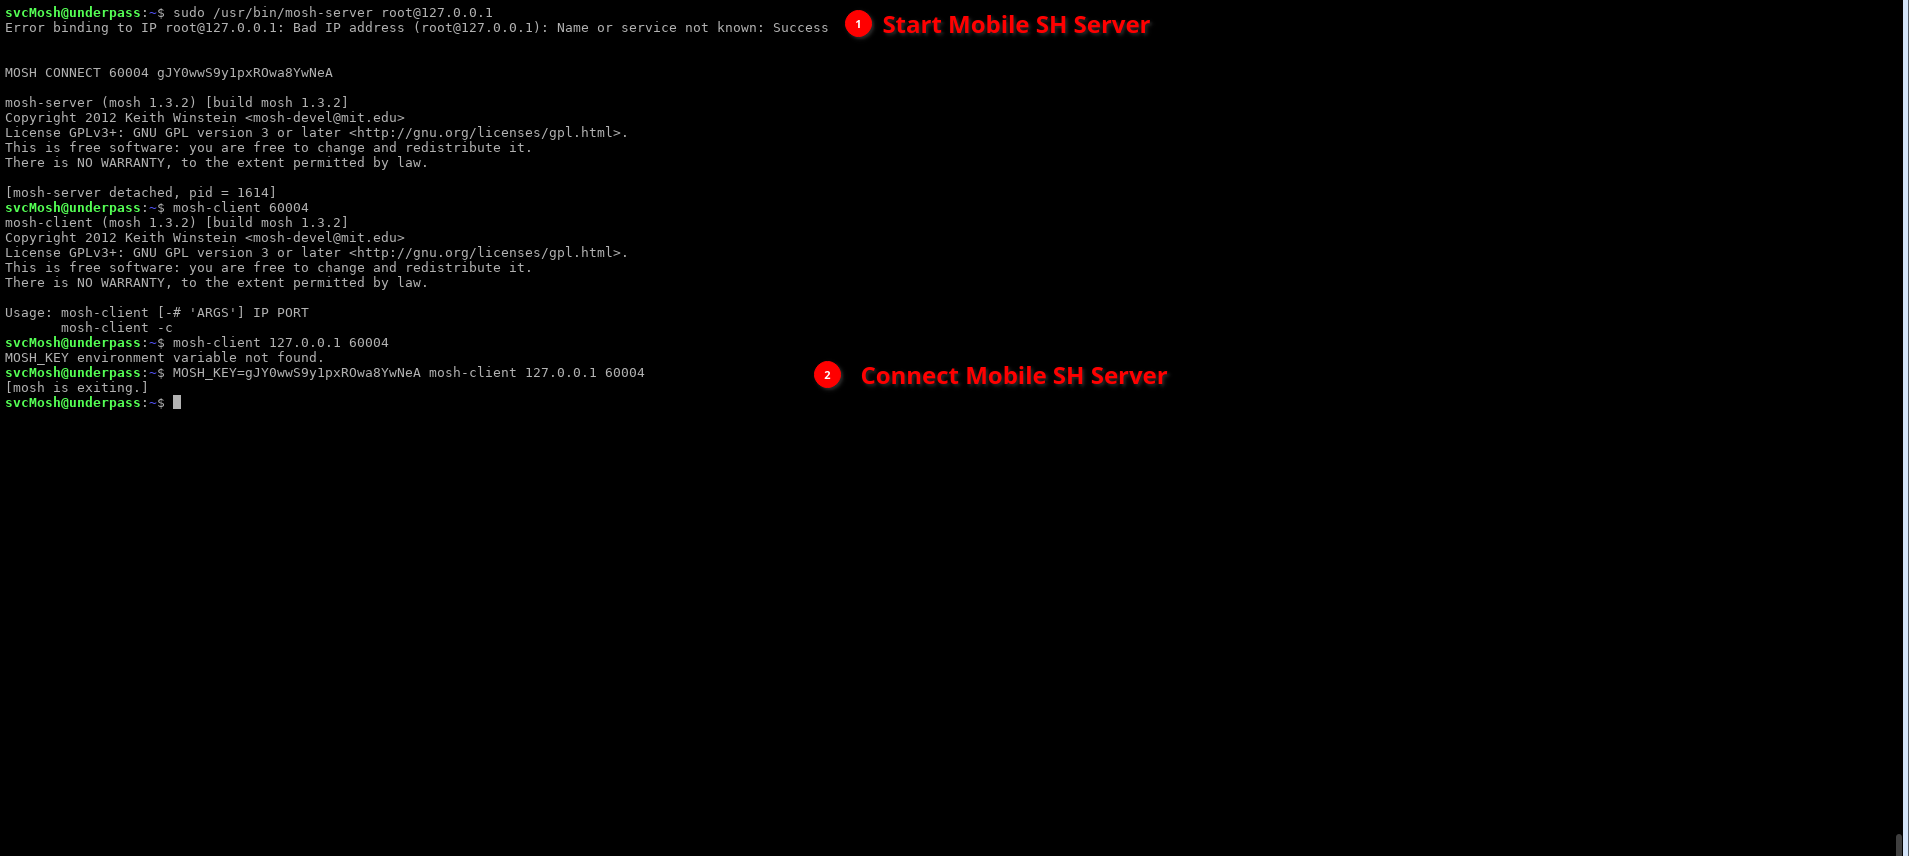 svcMosh@underpass:~$ sudo /usr/bin/mosh-server root@127.0.0.1
Error binding to IP root@127.0.0.1: Bad IP address (root@127.0.0.1): Name or service not known: Success
1 Start Mobile SH Server
MOSH CONNECT 60004 gJY0wwS9y1pxROwa8YwNeA
mosh-server (mosh 1.3.2) [build mosh 1.3.2]
Copyright 2012 Keith Winstein <mosh-devel@mit.edu>
License GPLv3+: GNU GPL version 3 or later <http://gnu.org/licenses/gpl.html>.
This is free software: you are free to change and redistribute it.
There is NO WARRANTY, to the extent permitted by law.
[mosh-server detached, pid = 1614]
svcMosh@underpass:~$ mosh-client 60004
mosh-client (mosh 1.3.2) [build mosh 1.3.2]
Copyright 2012 Keith Winstein <mosh-devel@mit.edu>
License GPLv3+: GNU GPL version 3 or later <http://gnu.org/licenses/gpl.html>.
This is free software: you are free to change and redistribute it.
There is NO WARRANTY, to the extent permitted by law.
Usage: mosh-client [-# 'ARGS'] IP PORT
       mosh-client -c
svcMosh@underpass:~$ mosh-client 127.0.0.1 60004
MOSH_KEY environment variable not found.
svcMosh@underpass:~$ MOSH_KEY=gJY0wwS9y1pxROwa8YwNeA mosh-client 127.0.0.1 60004
2 Connect Mobile SH Server
[mosh is exiting.]
svcMosh@underpass:~$